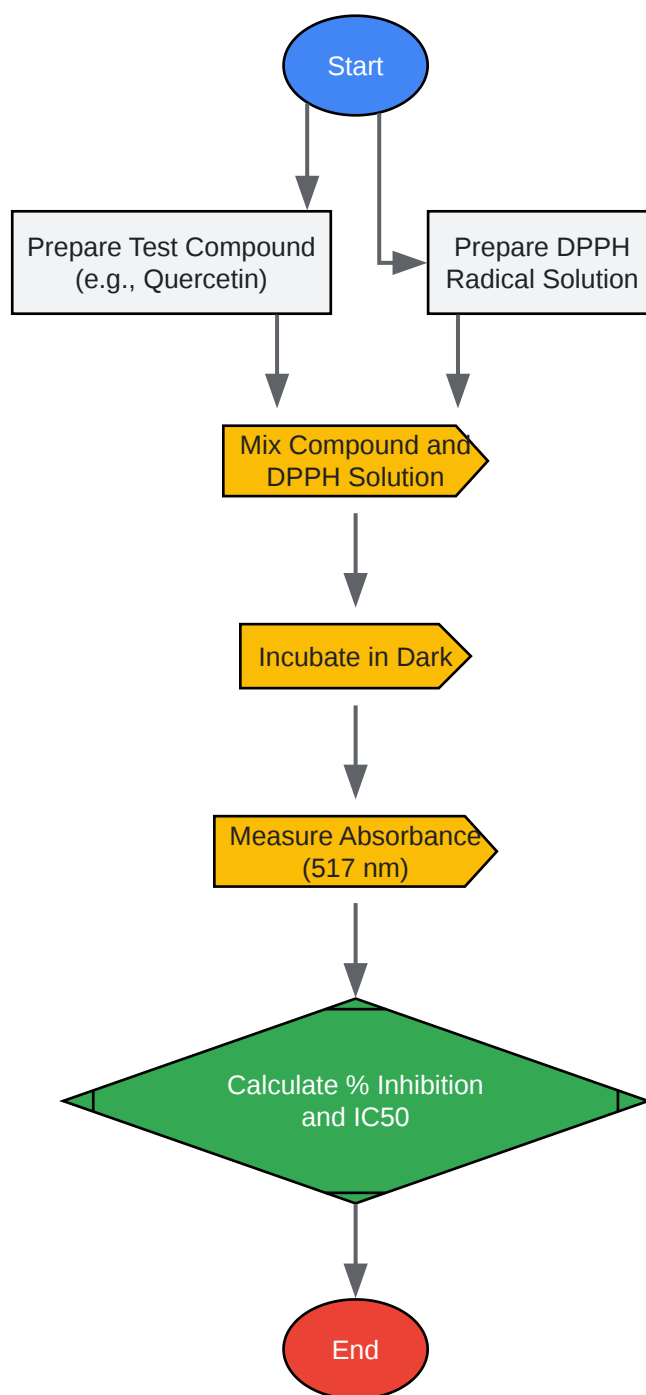 Start
Prepare Test Compound
(e.g., Quercetin)
Prepare DPPH
Radical Solution
Mix Compound and
DPPH Solution
Incubate in Dark
Measure Absorbance
(517 nm)
Calculate % Inhibition
and IC50
End